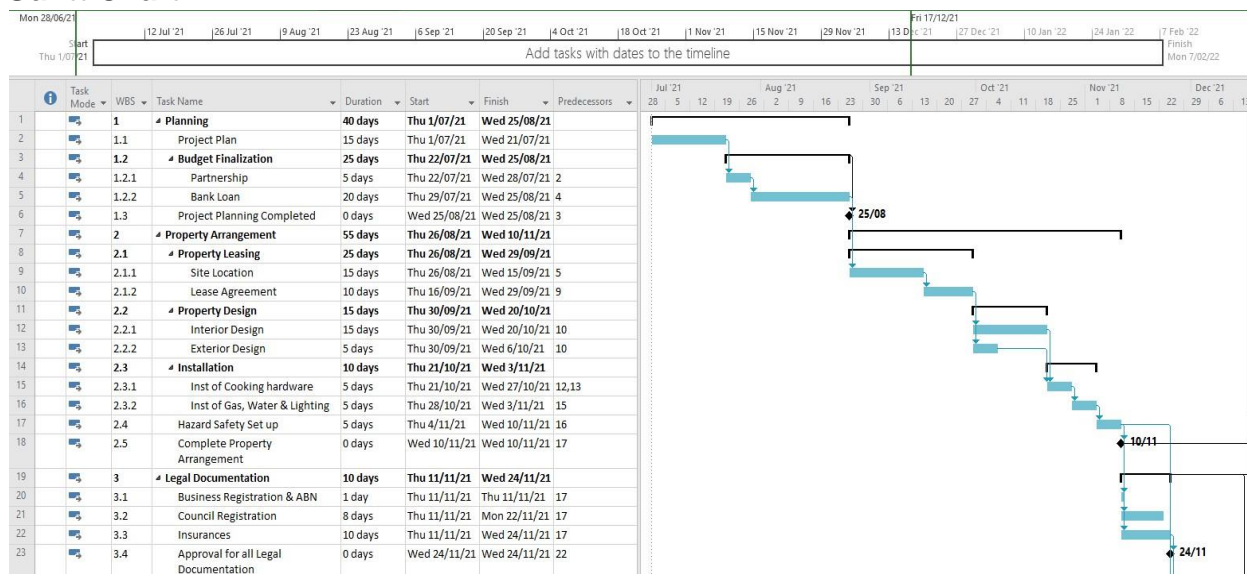 Mon 28/06/21
Fri 17/12/21
12 Jul '21 26 Jul '21 9 Aug '21 23 Aug '21 6 Sep '21 20 Sep '21 4 Oct '21 18 Oct '21 1 Nov '21 15 Nov '21 29 Nov '21 13 Dec '21 27 Dec '21 10 Jan '22 24 Jan '22 7 Feb '22
Start
Thu 1/07/21
Add tasks with dates to the timeline
Finish
Mon 7/02/22
Task Mode WBS Task Name Duration Start Finish Predecessors
Jul '21 Aug '21 Sep '21 Oct '21 Nov '21 Dec '21
28 5 12 19 26 2 9 16 23 30 6 13 20 27 4 11 18 25 1 8 15 22 29 6
1 1 Planning 40 days Thu 1/07/21 Wed 25/08/21
2 1.1 Project Plan 15 days Thu 1/07/21 Wed 21/07/21
3 1.2 Budget Finalization 25 days Thu 22/07/21 Wed 25/08/21
4 1.2.1 Partnership 5 days Thu 22/07/21 Wed 28/07/21 2
5 1.2.2 Bank Loan 20 days Thu 29/07/21 Wed 25/08/21 4
6 1.3 Project Planning Completed 0 days Wed 25/08/21 Wed 25/08/21 3 25/08
7 2 Property Arrangement 55 days Thu 26/08/21 Wed 10/11/21
8 2.1 Property Leasing 25 days Thu 26/08/21 Wed 29/09/21
9 2.1.1 Site Location 15 days Thu 26/08/21 Wed 15/09/21 5
10 2.1.2 Lease Agreement 10 days Thu 16/09/21 Wed 29/09/21 9
11 2.2 Property Design 15 days Thu 30/09/21 Wed 20/10/21
12 2.2.1 Interior Design 15 days Thu 30/09/21 Wed 20/10/21 10
13 2.2.2 Exterior Design 5 days Thu 30/09/21 Wed 6/10/21 10
14 2.3 Installation 10 days Thu 21/10/21 Wed 3/11/21
15 2.3.1 Inst of Cooking hardware 5 days Thu 21/10/21 Wed 27/10/21 12,13
16 2.3.2 Inst of Gas, Water & Lighting 5 days Thu 28/10/21 Wed 3/11/21 15
17 2.4 Hazard Safety Set up 5 days Thu 4/11/21 Wed 10/11/21 16
18 2.5 Complete Property Arrangement 0 days Wed 10/11/21 Wed 10/11/21 17 10/11
19 3 Legal Documentation 10 days Thu 11/11/21 Wed 24/11/21
20 3.1 Business Registration & ABN 1 day Thu 11/11/21 Thu 11/11/21 17
21 3.2 Council Registration 8 days Thu 11/11/21 Mon 22/11/21 17
22 3.3 Insurances 10 days Thu 11/11/21 Wed 24/11/21 17
23 3.4 Approval for all Legal Documentation 0 days Wed 24/11/21 Wed 24/11/21 22 24/11